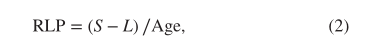 RLP = (S − L) / Age, (2)